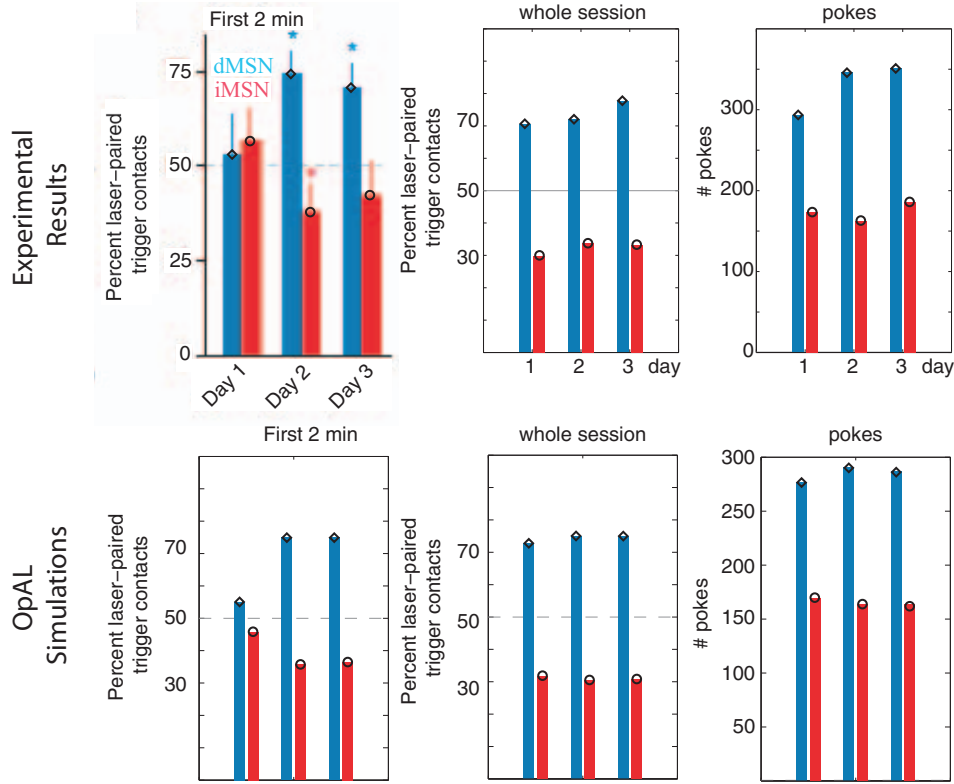 Experimental
Results
First 2 min
dMSN
iMSN
Percent laser–paired
trigger contacts
75
50
25
0
Day 1
Day 2
Day 3
*
*
*
whole session
Percent laser–paired
trigger contacts
70
50
30
1 2 3 day
pokes
# pokes
300
200
100
0
1 2 3 day
OpAL
Simulations
First 2 min
Percent laser–paired
trigger contacts
70
50
30
whole session
Percent laser–paired
trigger contacts
70
50
30
pokes
# pokes
300
250
200
150
100
50